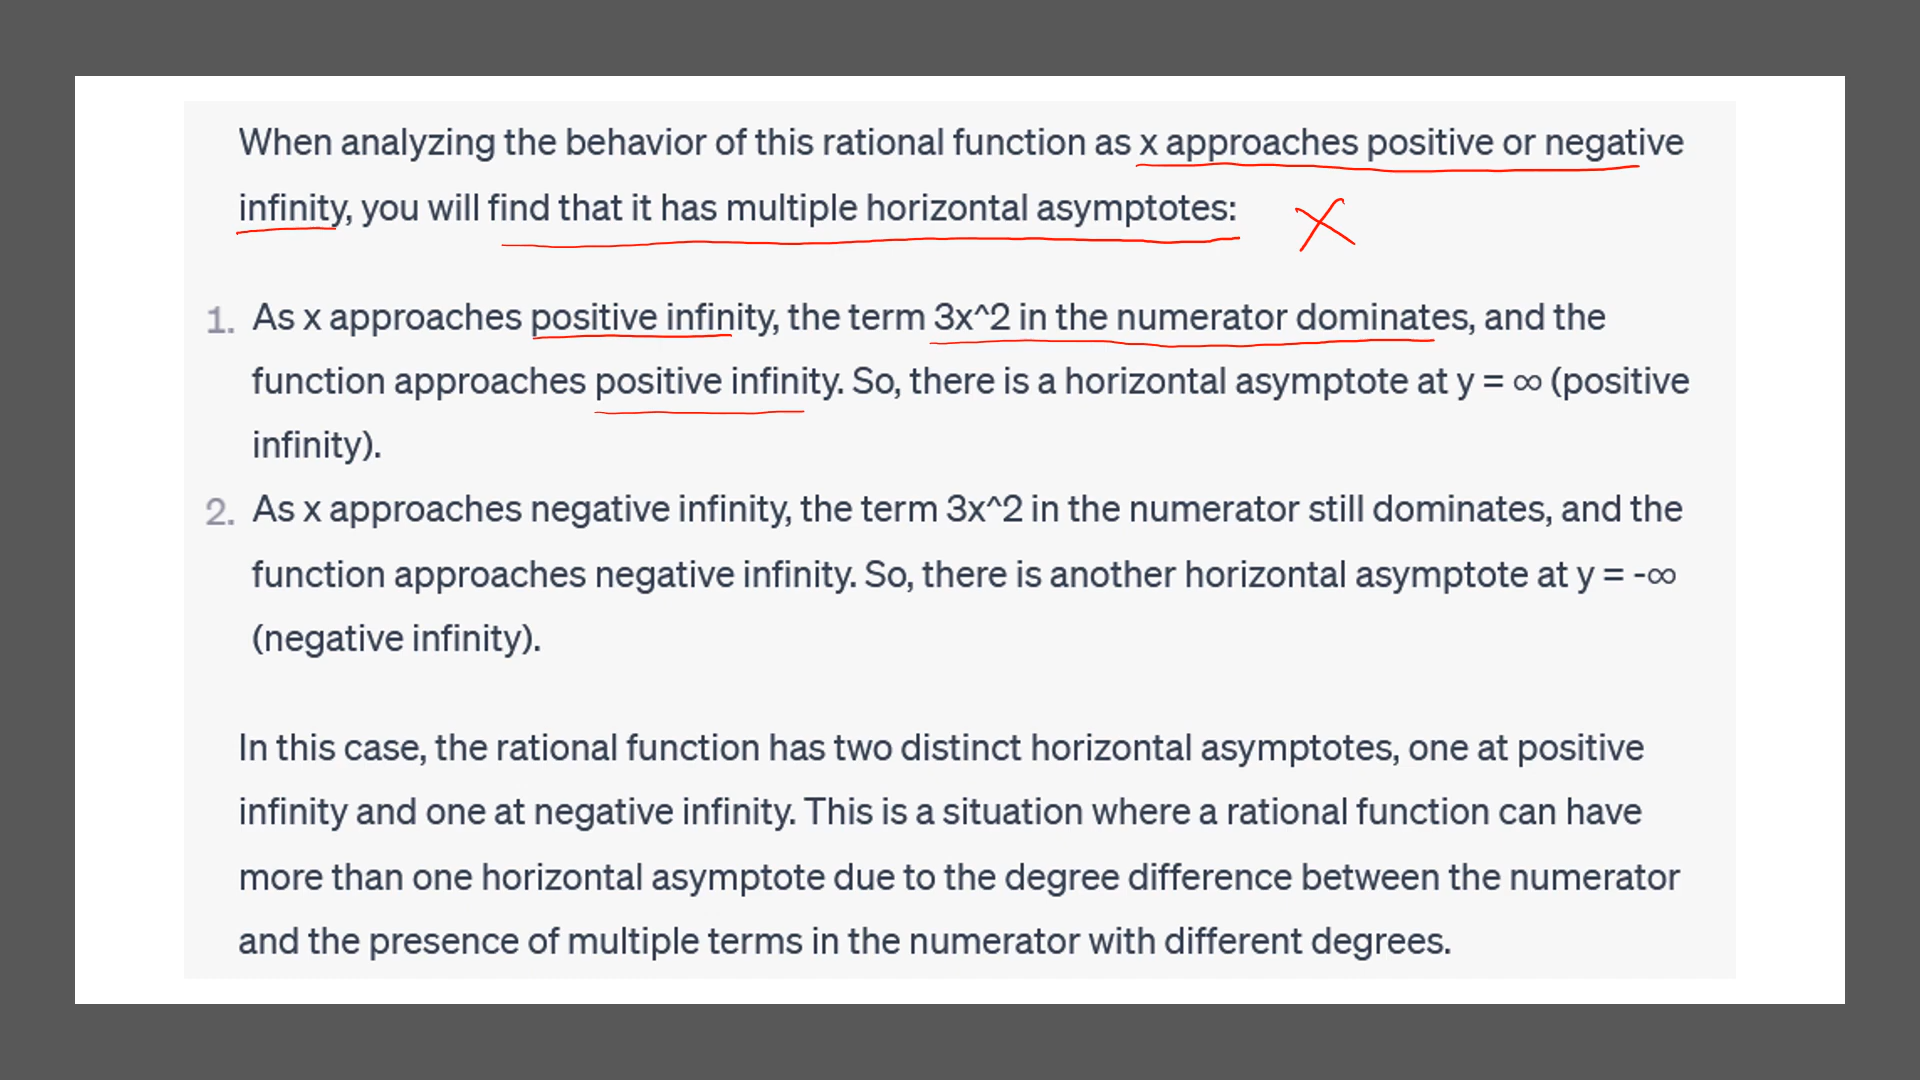 When analyzing the behavior of this rational function as x approaches positive or negative
infinity, you will find that it has multiple horizontal asymptotes:
1. As x approaches positive infinity, the term 3x^2 in the numerator dominates, and the
function approaches positive infinity. So, there is a horizontal asymptote at y = ∞ (positive
infinity).
2. As x approaches negative infinity, the term 3x^2 in the numerator still dominates, and the
function approaches negative infinity. So, there is another horizontal asymptote at y = -∞
(negative infinity).
In this case, the rational function has two distinct horizontal asymptotes, one at positive
infinity and one at negative infinity. This is a situation where a rational function can have
more than one horizontal asymptote due to the degree difference between the numerator
and the presence of multiple terms in the numerator with different degrees.